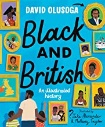 DAVID OLUSOGA
BLACK
AND
BRITISH
An illustrated
history